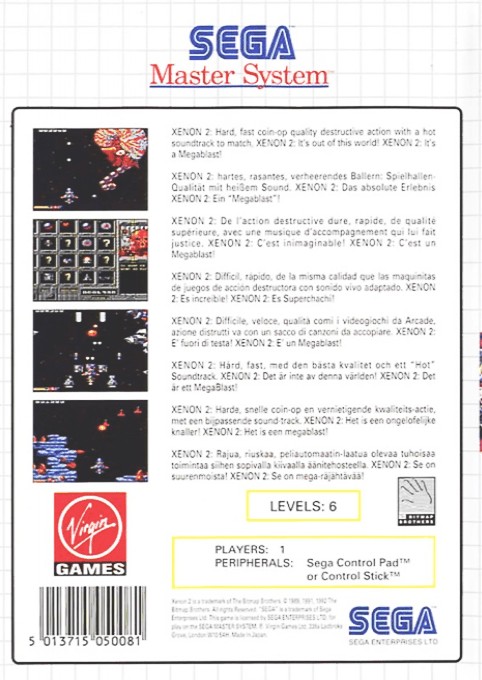 SEGA
Master System™
XENON 2: Hard, fast coin-op quality destructive action with a hot
soundtrack to match. XENON 2: It's out of this world! XENON 2: It's
a Megablast!
XENON 2: hartes, rasantes, verheerendes Ballern: Spielhallen-
Qualität mit heißem Sound. XENON 2: Das absolute Erlebnis
XENON 2: Ein "Megablast"!
XENON 2: De l'action destructive dure, rapide, de qualité
supérieure, avec une musique d'accompagnement qui lui fait
justice. XENON 2: C'est inimaginable! XENON 2: C'est un
Megablast!
XENON 2: Difícil, rápido, de la misma calidad que las maquinitas
de juegos de acción destructora con sonido vivo adaptado. XENON
2: Es increible! XENON 2: Es Superchachi!
XENON 2: Difficile, veloce, qualità comi i videogiochi da Arcade,
azione distrutti va con un sacco di canzoni da accopiare. XENON 2:
E' fuori di testa! XENON 2: E' un Megablast!
XENON 2: Hård, fast, med den bästa kvalitet och ett "Hot"
Soundtrack. XENON 2: Det är inte av denna världen! XENON 2: Det
är ett MegaBlast!
XENON 2: Harde, snelle coin-op en vernietigende kwaliteits-actie,
met een bijpassende sound-track. XENON 2: Het is een ongelofelijke
knaller! XENON 2: Het is een megablast!
XENON 2: Rajua, riuskaa, peliautomaatin-laatua olevaa tuhoisaa
toimintaa siihen sopivalla kiivaalla äänitehosteella. XENON 2: Se on
suurenmoista! XENON 2: Se on mega-räjähtävää!
LEVELS: 6
BITMAP
BROTHERS
Virgin
GAMES
PLAYERS: 1
PERIPHERALS: Sega Control Pad™
or Control Stick™
Xenon 2 is a trademark of The Bitmap Brothers. © 1989, 1991, 1992 The
Bitmap Brothers. All rights Reserved. "SEGA" is a trademark of Sega
Enterprises Ltd. This game is licensed by SEGA ENTERPRISES LTD. for
play on the SEGA MASTER SYSTEM. Virgin Games Ltd. 338a Ladbroke
Grove, London W10 5AH. Made in Japan.
5 013715 050081
SEGA
SEGA ENTERPRISES LTD